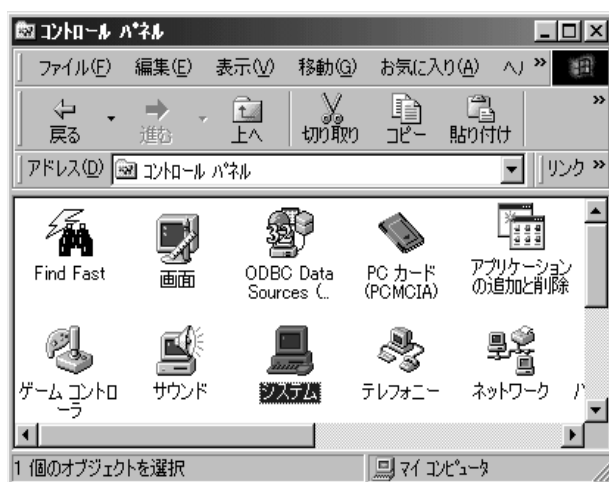 コントロール パネル
ファイル(F) 編集(E) 表示(V) 移動(G) お気に入り(A) ヘ »
戻る 進む 上へ 切り取り コピー 貼り付け »
アドレス(D) コントロール パネル リンク »
Find Fast
画面
ODBC Data
Sources (...
PC カード
(PCMCIA)
アプリケーション
の追加と削除
ゲーム コントロ
ーラ
サウンド
システム
テレフォニー
ネットワーク
1 個のオブジェクトを選択 マイ コンピュータ